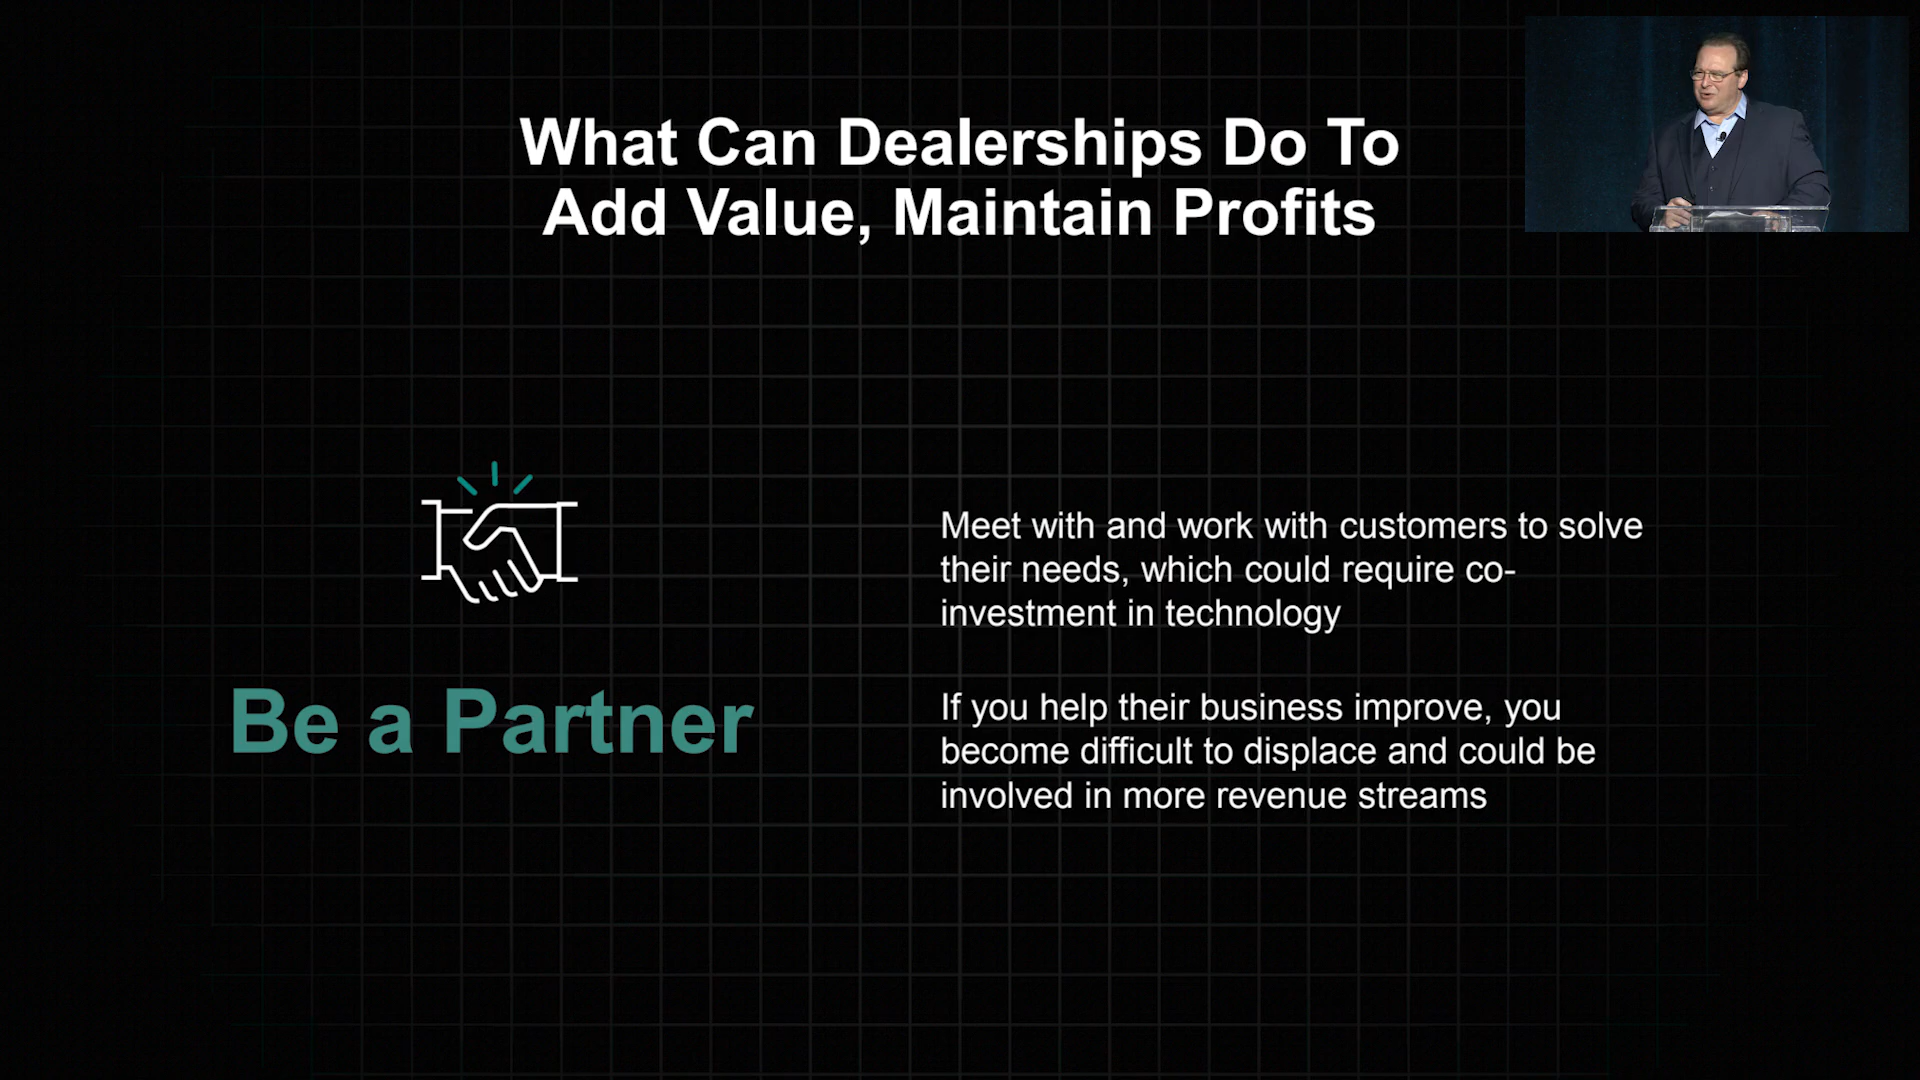 What Can Dealerships Do To
Add Value, Maintain Profits
Meet with and work with customers to solve
their needs, which could require co-
investment in technology
Be a Partner
If you help their business improve, you
become difficult to displace and could be
involved in more revenue streams